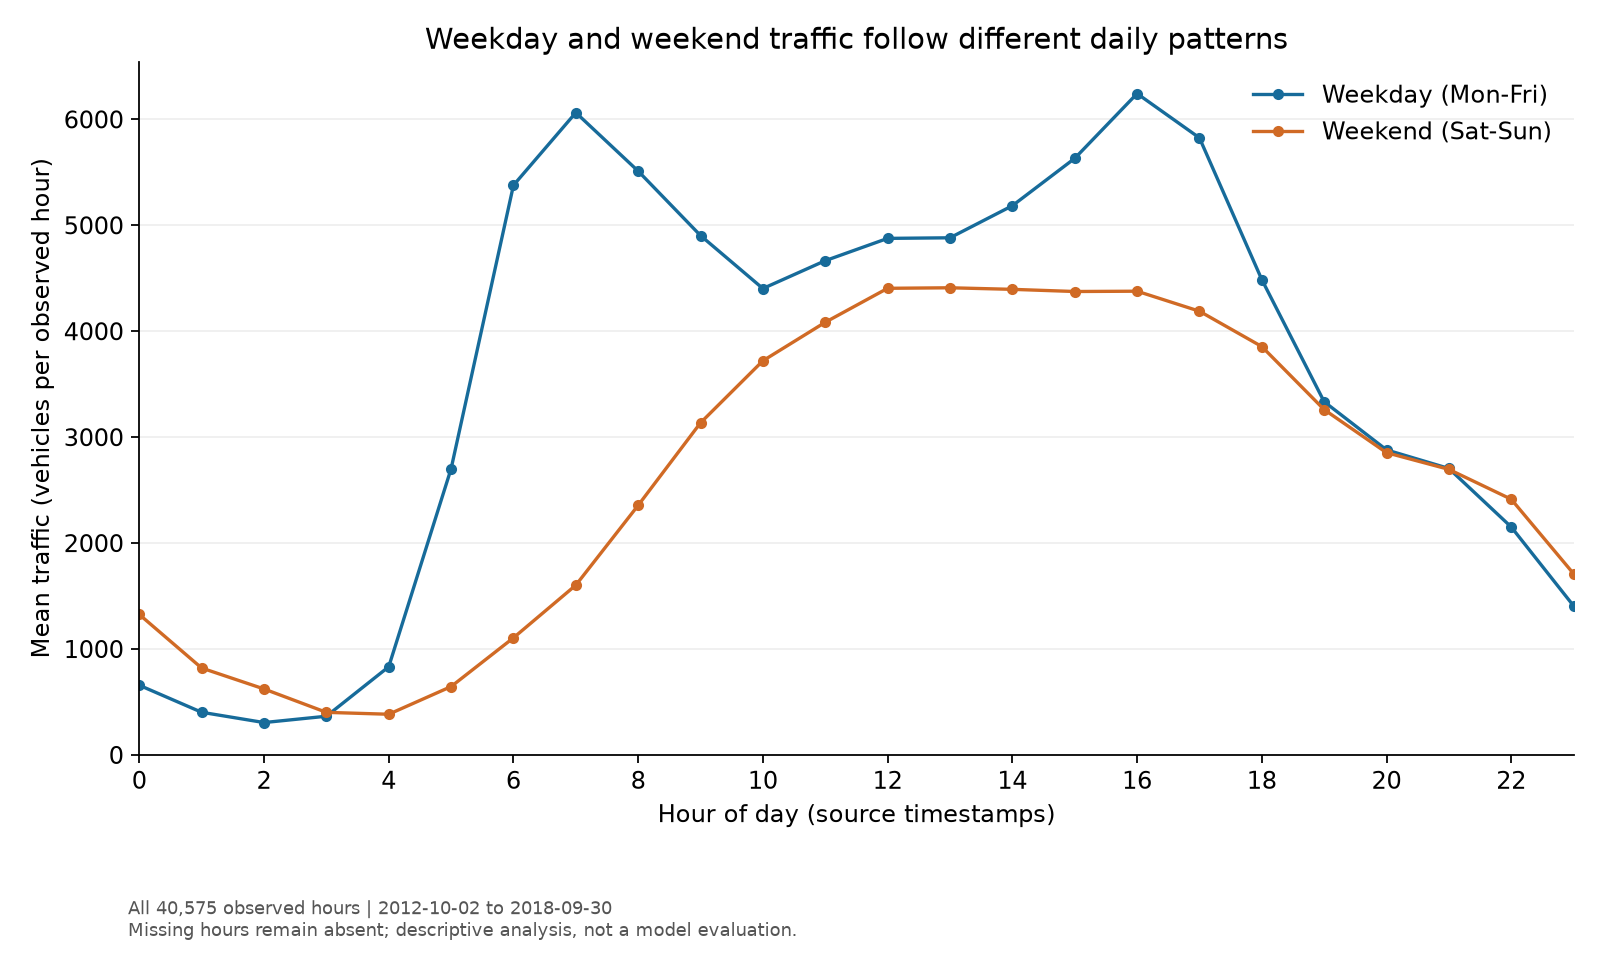 Weekday and weekend traffic follow different daily patterns
Weekday (Mon-Fri)
Weekend (Sat-Sun)
Mean traffic (vehicles per observed hour)
6000
5000
4000
3000
2000
1000
0
0 2 4 6 8 10 12 14 16 18 20 22
Hour of day (source timestamps)
All 40,575 observed hours | 2012-10-02 to 2018-09-30
Missing hours remain absent; descriptive analysis, not a model evaluation.